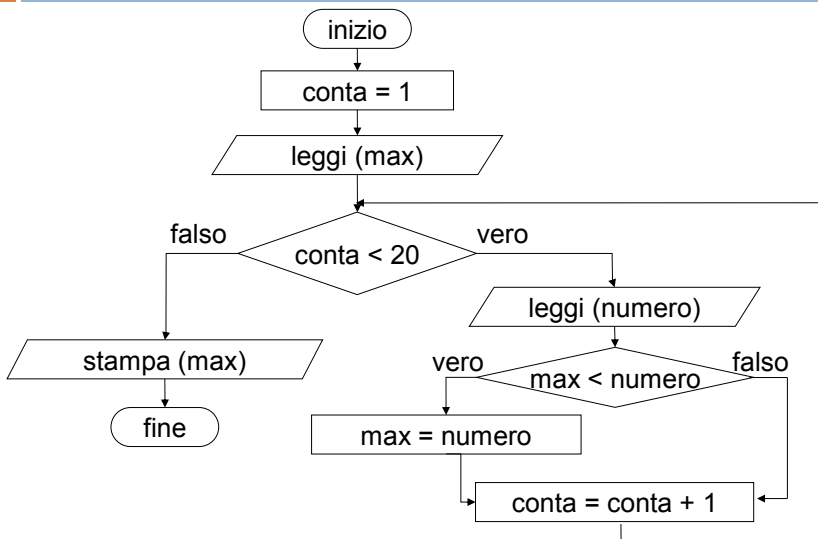 inizio
conta = 1
leggi (max)
falso
vero
conta < 20
leggi (numero)
stampa (max)
vero
falso
max < numero
fine
max = numero
conta = conta + 1